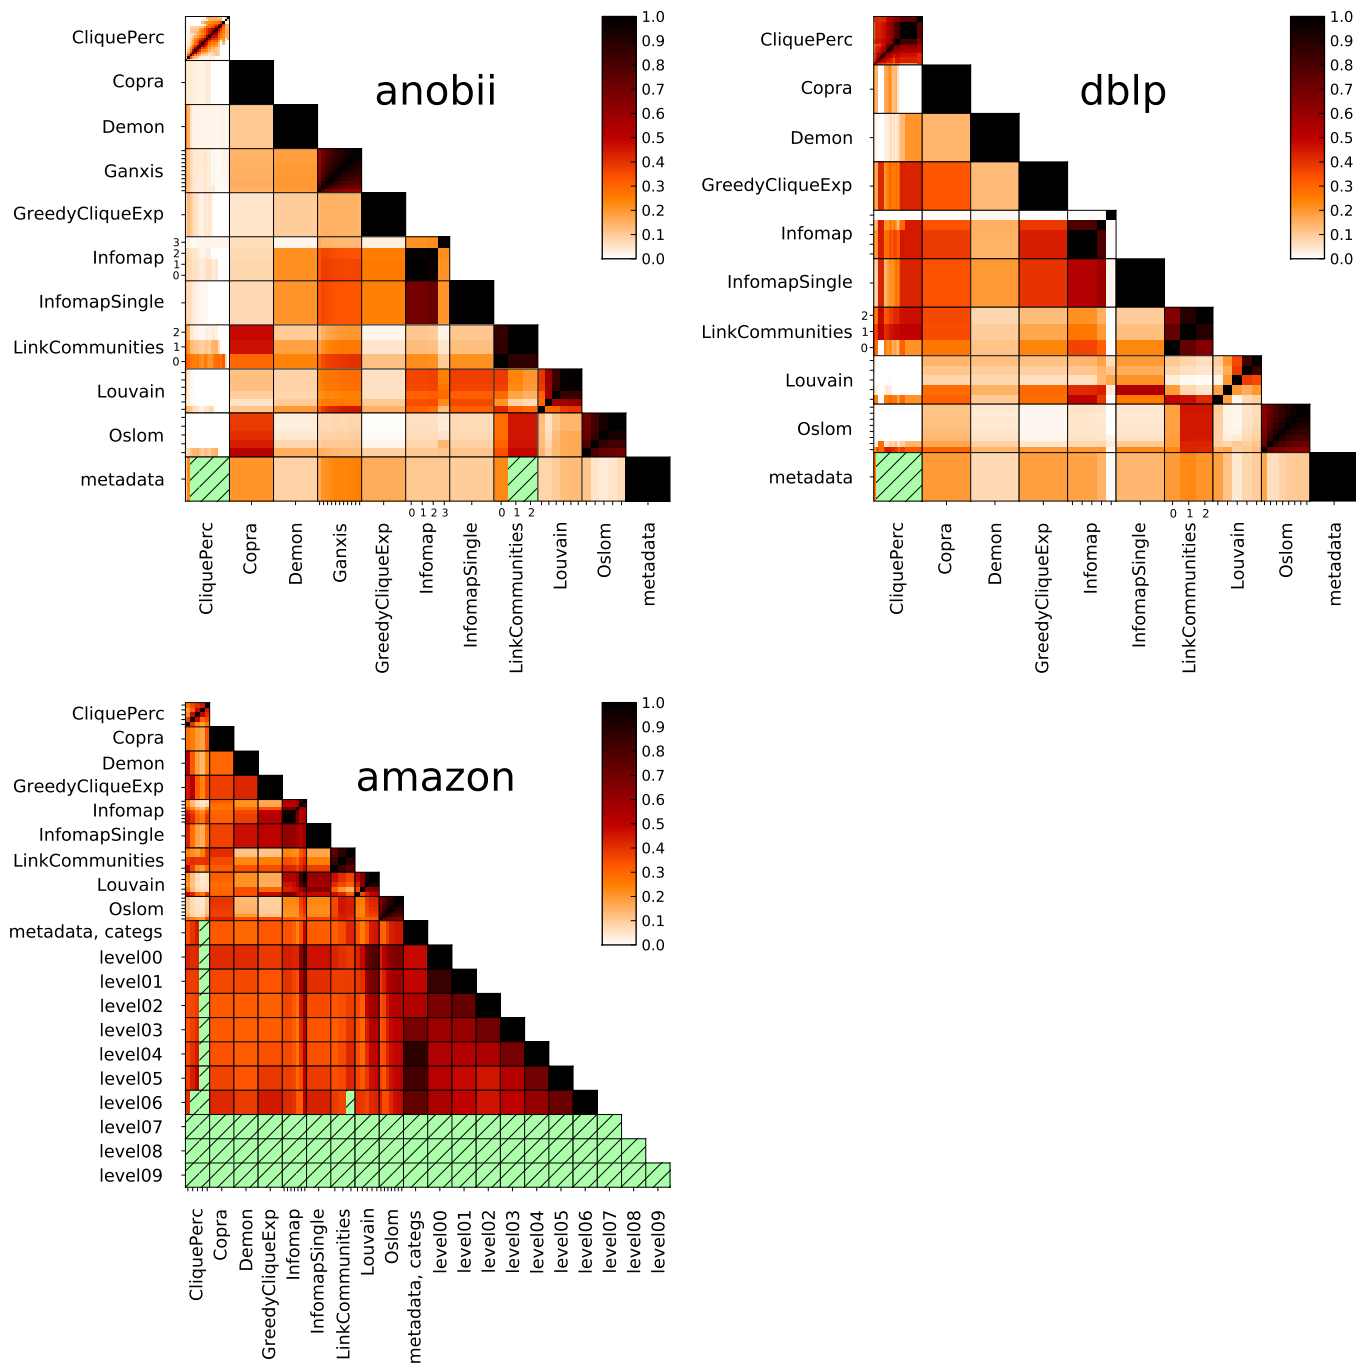 anobii
CliquePerc
Copra
Demon
Ganxis
GreedyCliqueExp
Infomap
3
2
1
0
InfomapSingle
LinkCommunities
2
1
0
Louvain
Oslom
metadata
1.0
0.9
0.8
0.7
0.6
0.5
0.4
0.3
0.2
0.1
0.0
0 1 2 3
0 1 2
CliquePerc
Copra
Demon
Ganxis
GreedyCliqueExp
Infomap
InfomapSingle
LinkCommunities
Louvain
Oslom
metadata
dblp
CliquePerc
Copra
Demon
GreedyCliqueExp
Infomap
InfomapSingle
LinkCommunities
2
1
0
Louvain
Oslom
metadata
1.0
0.9
0.8
0.7
0.6
0.5
0.4
0.3
0.2
0.1
0.0
0 1 2
CliquePerc
Copra
Demon
GreedyCliqueExp
Infomap
InfomapSingle
LinkCommunities
Louvain
Oslom
metadata
amazon
CliquePerc
Copra
Demon
GreedyCliqueExp
Infomap
InfomapSingle
LinkCommunities
Louvain
Oslom
metadata, categs
level00
level01
level02
level03
level04
level05
level06
level07
level08
level09
1.0
0.9
0.8
0.7
0.6
0.5
0.4
0.3
0.2
0.1
0.0
CliquePerc
Copra
Demon
GreedyCliqueExp
Infomap
InfomapSingle
LinkCommunities
Louvain
Oslom
metadata, categs
level00
level01
level02
level03
level04
level05
level06
level07
level08
level09